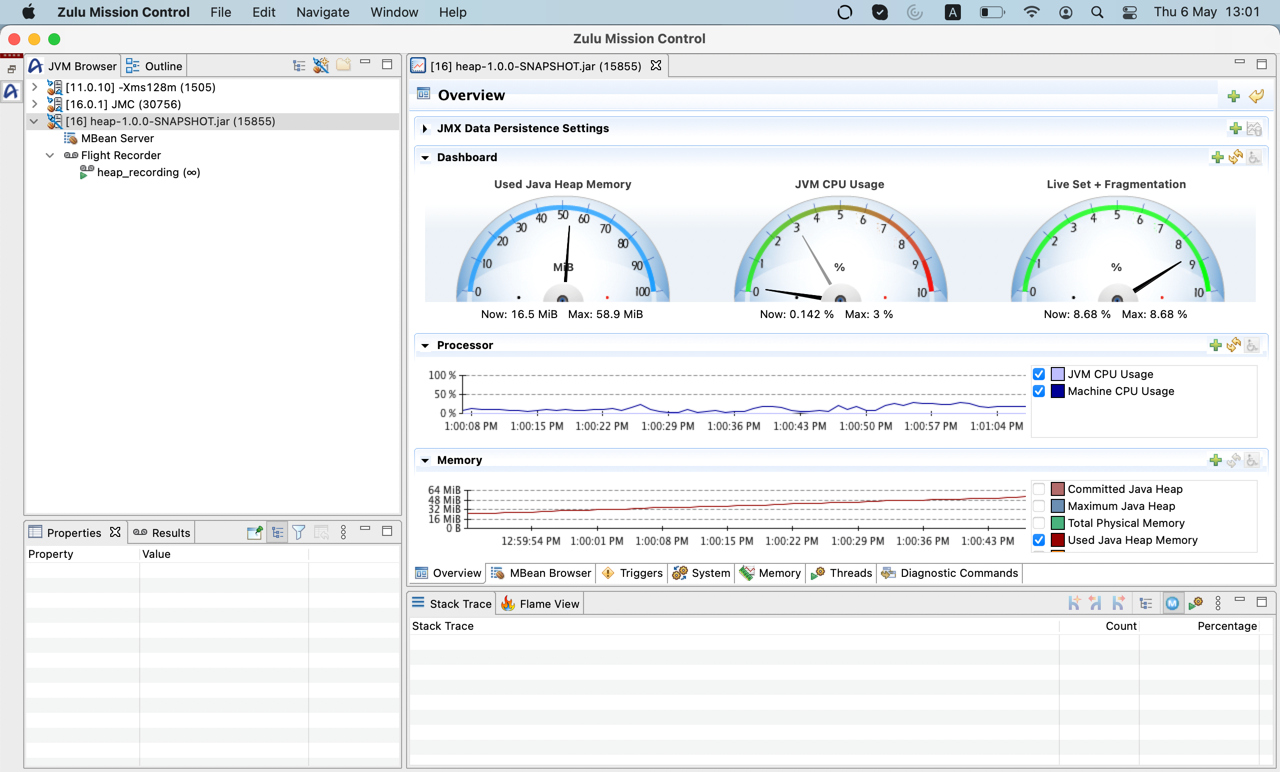 Zulu Mission Control File Edit Navigate Window Help A Thu 6 May 13:01
Zulu Mission Control
JVM Browser Outline
[11.0.10] -Xms128m (1505)
[16.0.1] JMC (30756)
[16] heap-1.0.0-SNAPSHOT.jar (15855)
MBean Server
Flight Recorder
heap_recording (∞)
[16] heap-1.0.0-SNAPSHOT.jar (15855)
Overview
JMX Data Persistence Settings
Dashboard
Used Java Heap Memory
0 10 20 30 40 50 60 70 80 90 100
MiB
Now: 16.5 MiB Max: 58.9 MiB
JVM CPU Usage
0 1 2 3 4 5 6 7 8 9 10
%
Now: 0.142 % Max: 3 %
Live Set + Fragmentation
0 1 2 3 4 5 6 7 8 9 10
%
Now: 8.68 % Max: 8.68 %
Processor
100 %
50 %
0 %
1:00:08 PM 1:00:15 PM 1:00:22 PM 1:00:29 PM 1:00:36 PM 1:00:43 PM 1:00:50 PM 1:00:57 PM 1:01:04 PM
JVM CPU Usage
Machine CPU Usage
Memory
64 MiB
48 MiB
32 MiB
16 MiB
0 B
12:59:54 PM 1:00:01 PM 1:00:08 PM 1:00:15 PM 1:00:22 PM 1:00:29 PM 1:00:36 PM 1:00:43 PM
Committed Java Heap
Maximum Java Heap
Total Physical Memory
Used Java Heap Memory
Overview MBean Browser Triggers System Memory Threads Diagnostic Commands
Properties Results
Property Value
Stack Trace Flame View
M
Stack Trace Count Percentage